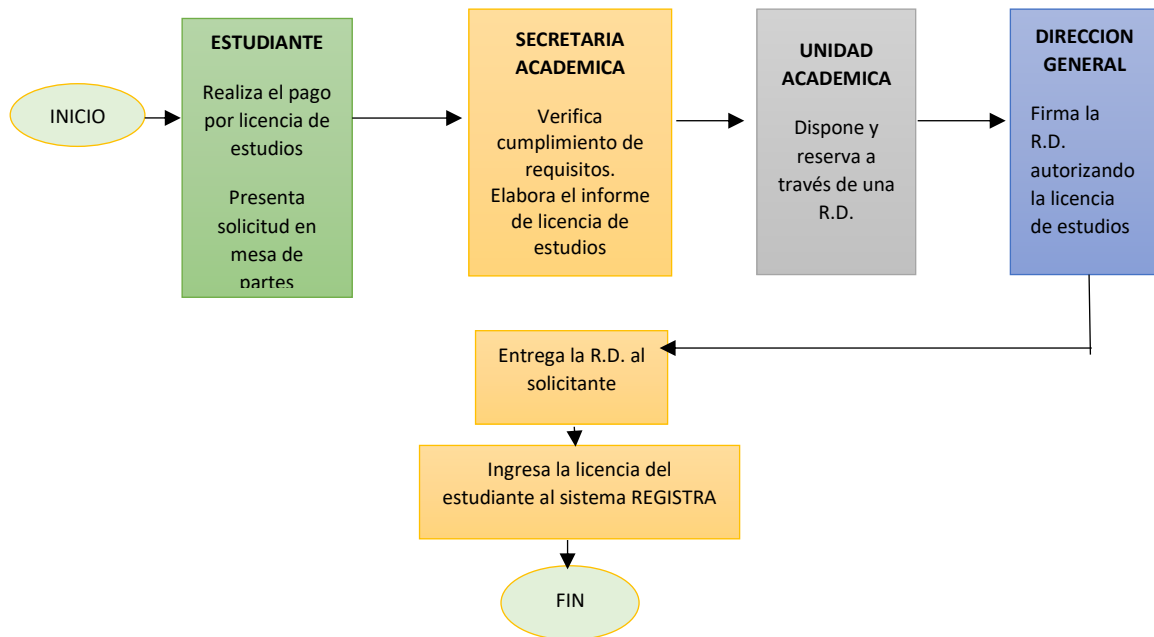 INICIO
ESTUDIANTE
Realiza el pago
por licencia de
estudios
Presenta
solicitud en
mesa de
partes
SECRETARIA
ACADEMICA
Verifica
cumplimiento de
requisitos.
Elabora el informe
de licencia de
estudios
UNIDAD
ACADEMICA
Dispone y
reserva a
través de una
R.D.
DIRECCION
GENERAL
Firma la
R.D.
autorizando
la licencia
de estudios
Entrega la R.D. al
solicitante
Ingresa la licencia del
estudiante al sistema REGISTRA
FIN